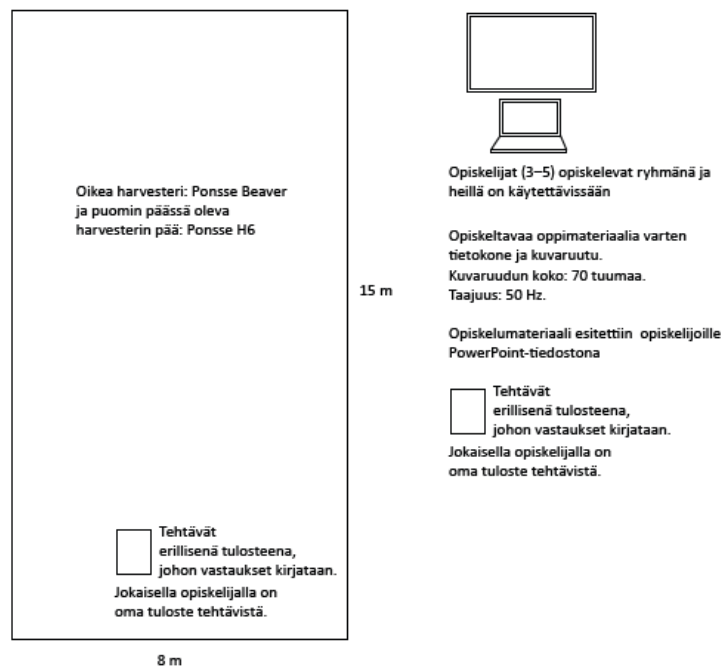 Oikea harvesteri: Ponsse Beaver
ja puomin päässä oleva
harvesterin pää: Ponsse H6
15 m
Tehtävät
erillisenä tulosteena,
johon vastaukset kirjataan.
Jokaisella opiskelijalla on
oma tuloste tehtävistä.
8 m
Opiskelijat (3–5) opiskelevat ryhmänä ja
heillä on käytettävissään
Opiskeltavaa oppimateriaalia varten
tietokone ja kuvaruutu.
Kuvaruudun koko: 70 tuumaa.
Taajuus: 50 Hz.
Opiskelumateriaali esitettiin opiskelijoille
PowerPoint-tiedostona
Tehtävät
erillisenä tulosteena,
johon vastaukset kirjataan.
Jokaisella opiskelijalla on
oma tuloste tehtävistä.